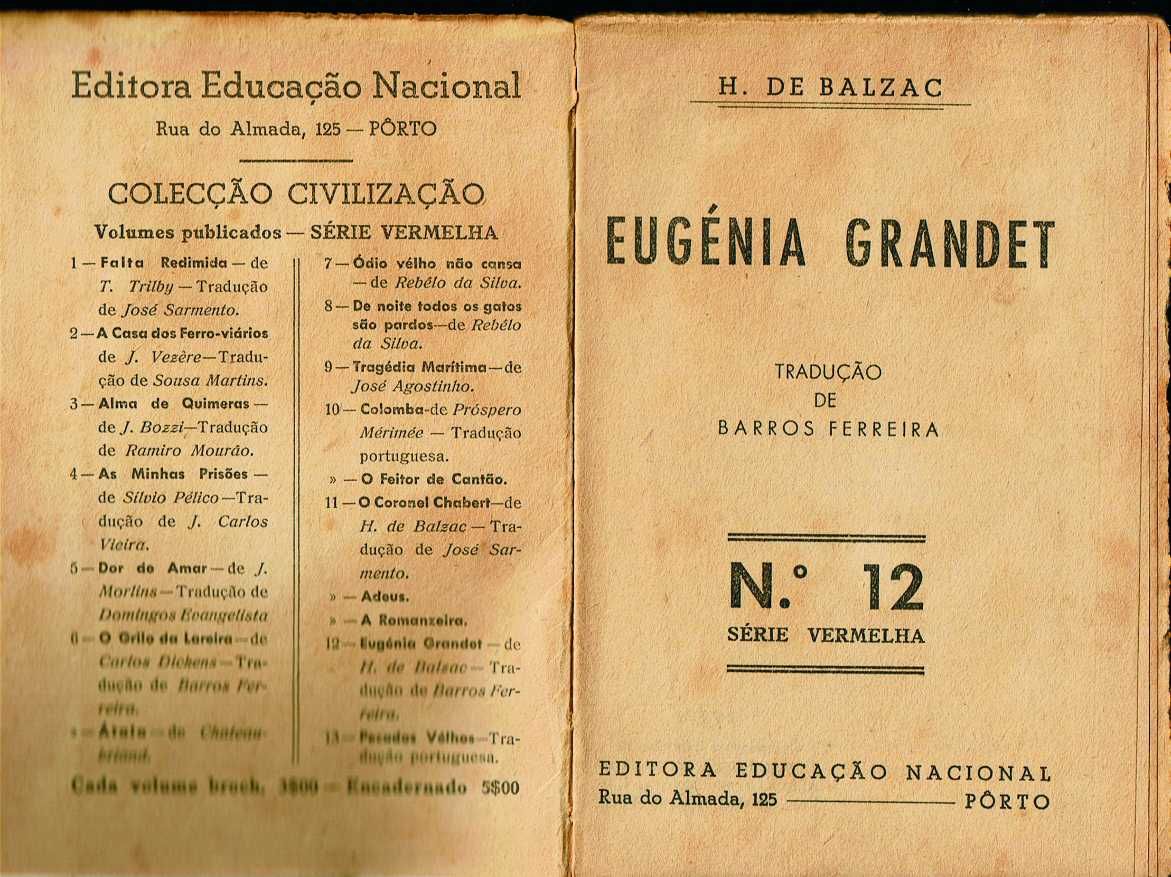 Editora Educação Nacional
Rua do Almada, 125 — PÔRTO
COLECÇÃO CIVILIZAÇÃO
Volumes publicados — SÉRIE VERMELHA
1 — Falta Redimida — de
T. Trilby — Tradução
de José Sarmento.
2 — A Casa dos Ferro-viários
de J. Vezère — Tradu-
ção de Sousa Martins.
3 — Alma de Quimeras —
de J. Bozzi — Tradução
de Ramiro Mourão.
4 — As Minhas Prisões —
de Sílvio Pélico — Tra-
dução de J. Carlos
Vieira.
5 — Dor de Amar — de J.
Morlins — Tradução de
Domingos Evangelista
6 — O Grilo da Lareira — de
Carlos Dickens — Tra-
dução de Barros Fer-
reira.
» — Átala — de Chateau-
briand.
7 — Ódio vélho não cansa
— de Rebêlo da Silva.
8 — De noite todos os gatos
são pardos — de Rebêlo
da Silva.
9 — Tragédia Marítima — de
José Agostinho.
10 — Colomba - de Próspero
Mérimée — Tradução
portuguesa.
» — O Feitor de Cantão.
11 — O Coronel Chabert — de
H. de Balzac — Tra-
dução de José Sar-
mento.
» — Adeus.
» — A Romanzeira.
12 — Eugénia Grandet — de
H. de Balzac — Tra-
dução de Barros Fer-
reira.
13 — Pecados Vélhos — Tra-
dução portuguesa.
Cada volume broch. 3$00 — Encadernado 5$00
H. DE BALZAC
EUGÉNIA GRANDET
TRADUÇÃO
DE
BARROS FERREIRA
N.º 12
SÉRIE VERMELHA
EDITORA EDUCAÇÃO NACIONAL
Rua do Almada, 125 — PÔRTO